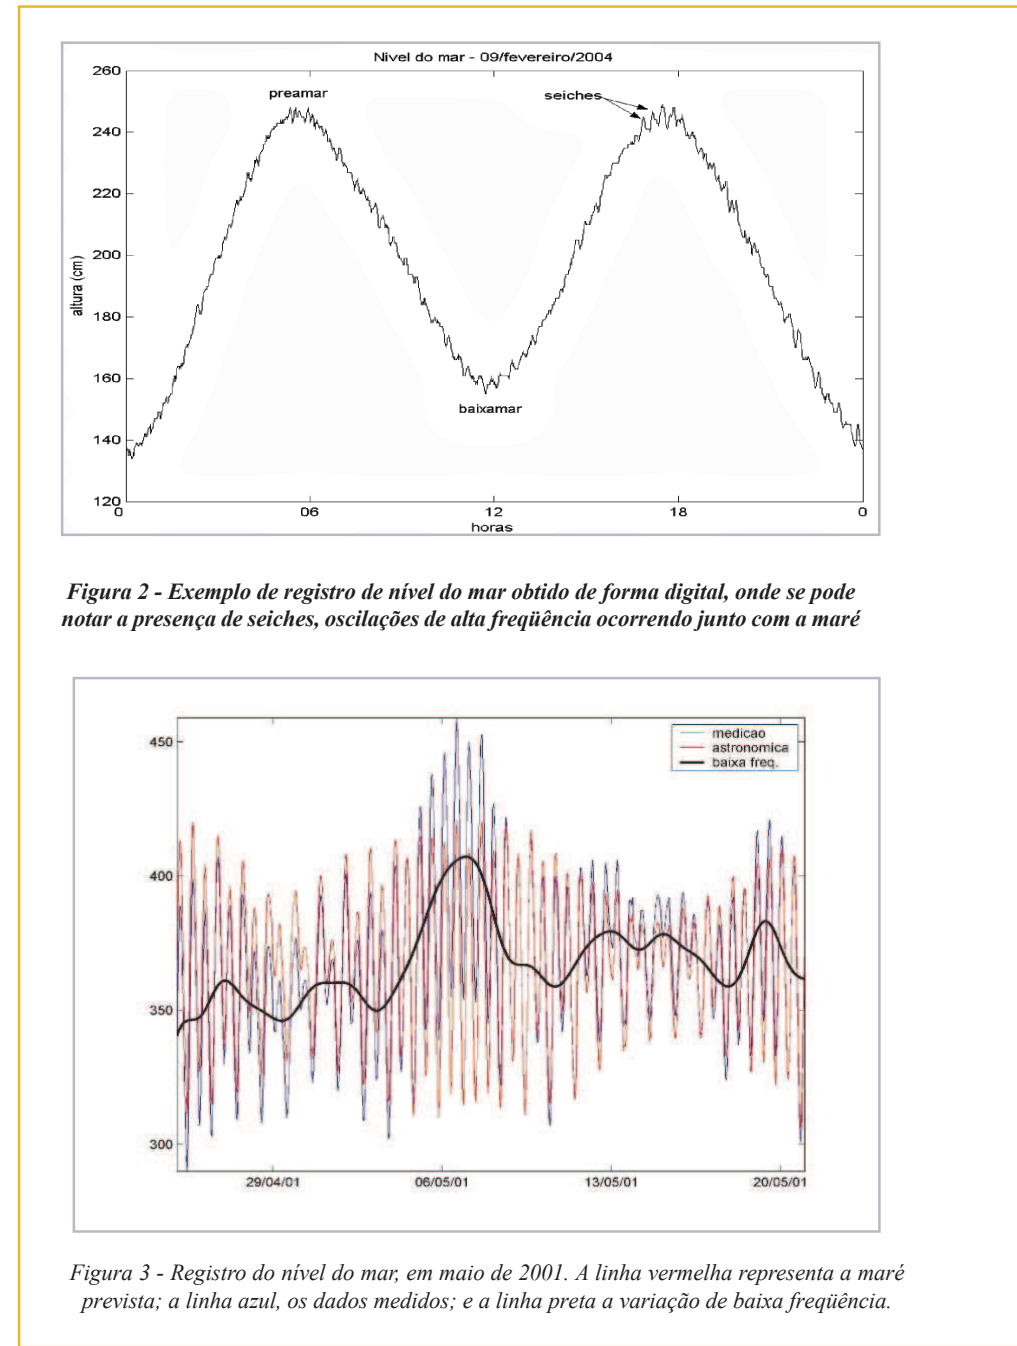 Nivel do mar - 09/fevereiro/2004
260
240
220
200
180
160
140
120
altura (cm)
preamar
seiches
baixamar
0
06
12
18
0
horas
Figura 2 - Exemplo de registro de nível do mar obtido de forma digital, onde se pode
notar a presença de seiches, oscilações de alta freqüência ocorrendo junto com a maré
450
400
350
300
medicao
astronomica
baixa freq.
29/04/01
06/05/01
13/05/01
20/05/01
Figura 3 - Registro do nível do mar, em maio de 2001. A linha vermelha representa a maré
prevista; a linha azul, os dados medidos; e a linha preta a variação de baixa freqüência.